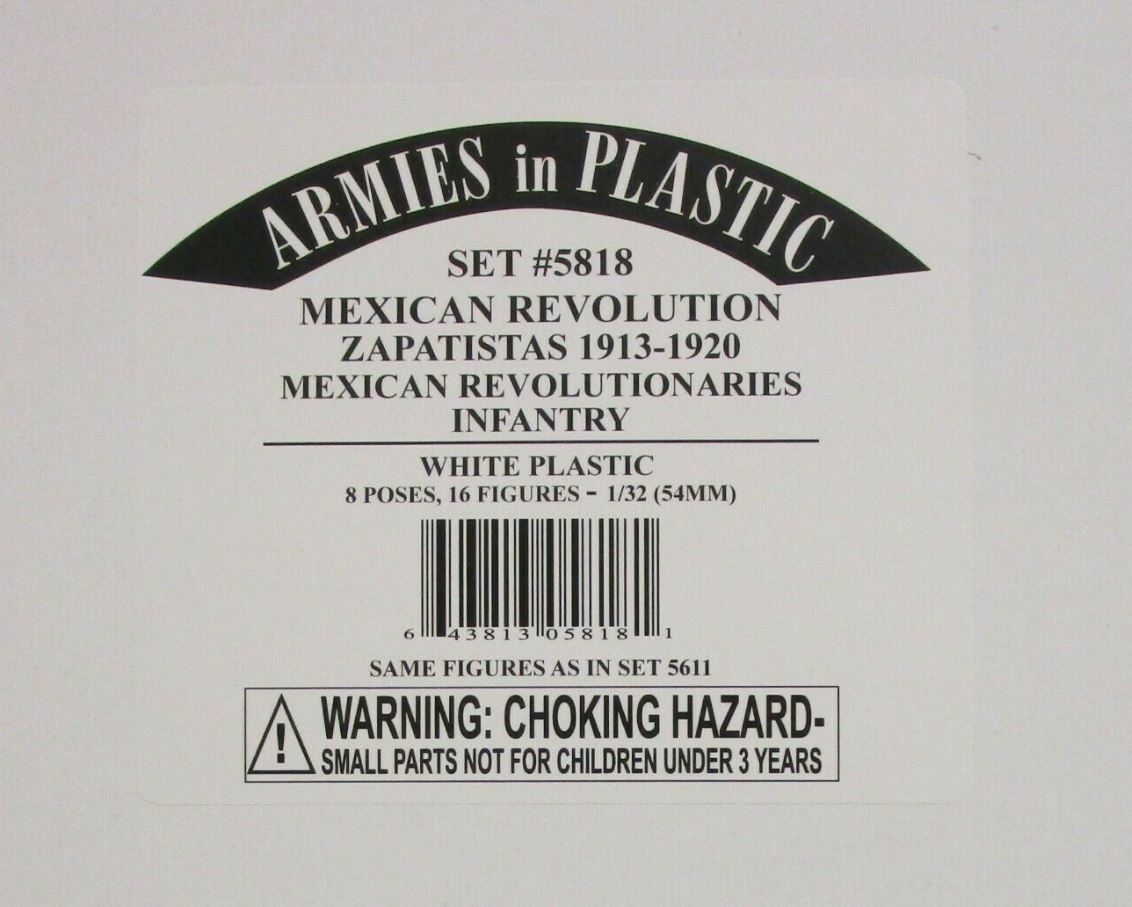 ARMIES in PLASTIC
SET #5818
MEXICAN REVOLUTION
ZAPATISTAS 1913-1920
MEXICAN REVOLUTIONARIES
INFANTRY
WHITE PLASTIC
8 POSES, 16 FIGURES - 1/32 (54MM)
6 43813 05818 1
SAME FIGURES AS IN SET 5611
WARNING: CHOKING HAZARD-
SMALL PARTS NOT FOR CHILDREN UNDER 3 YEARS